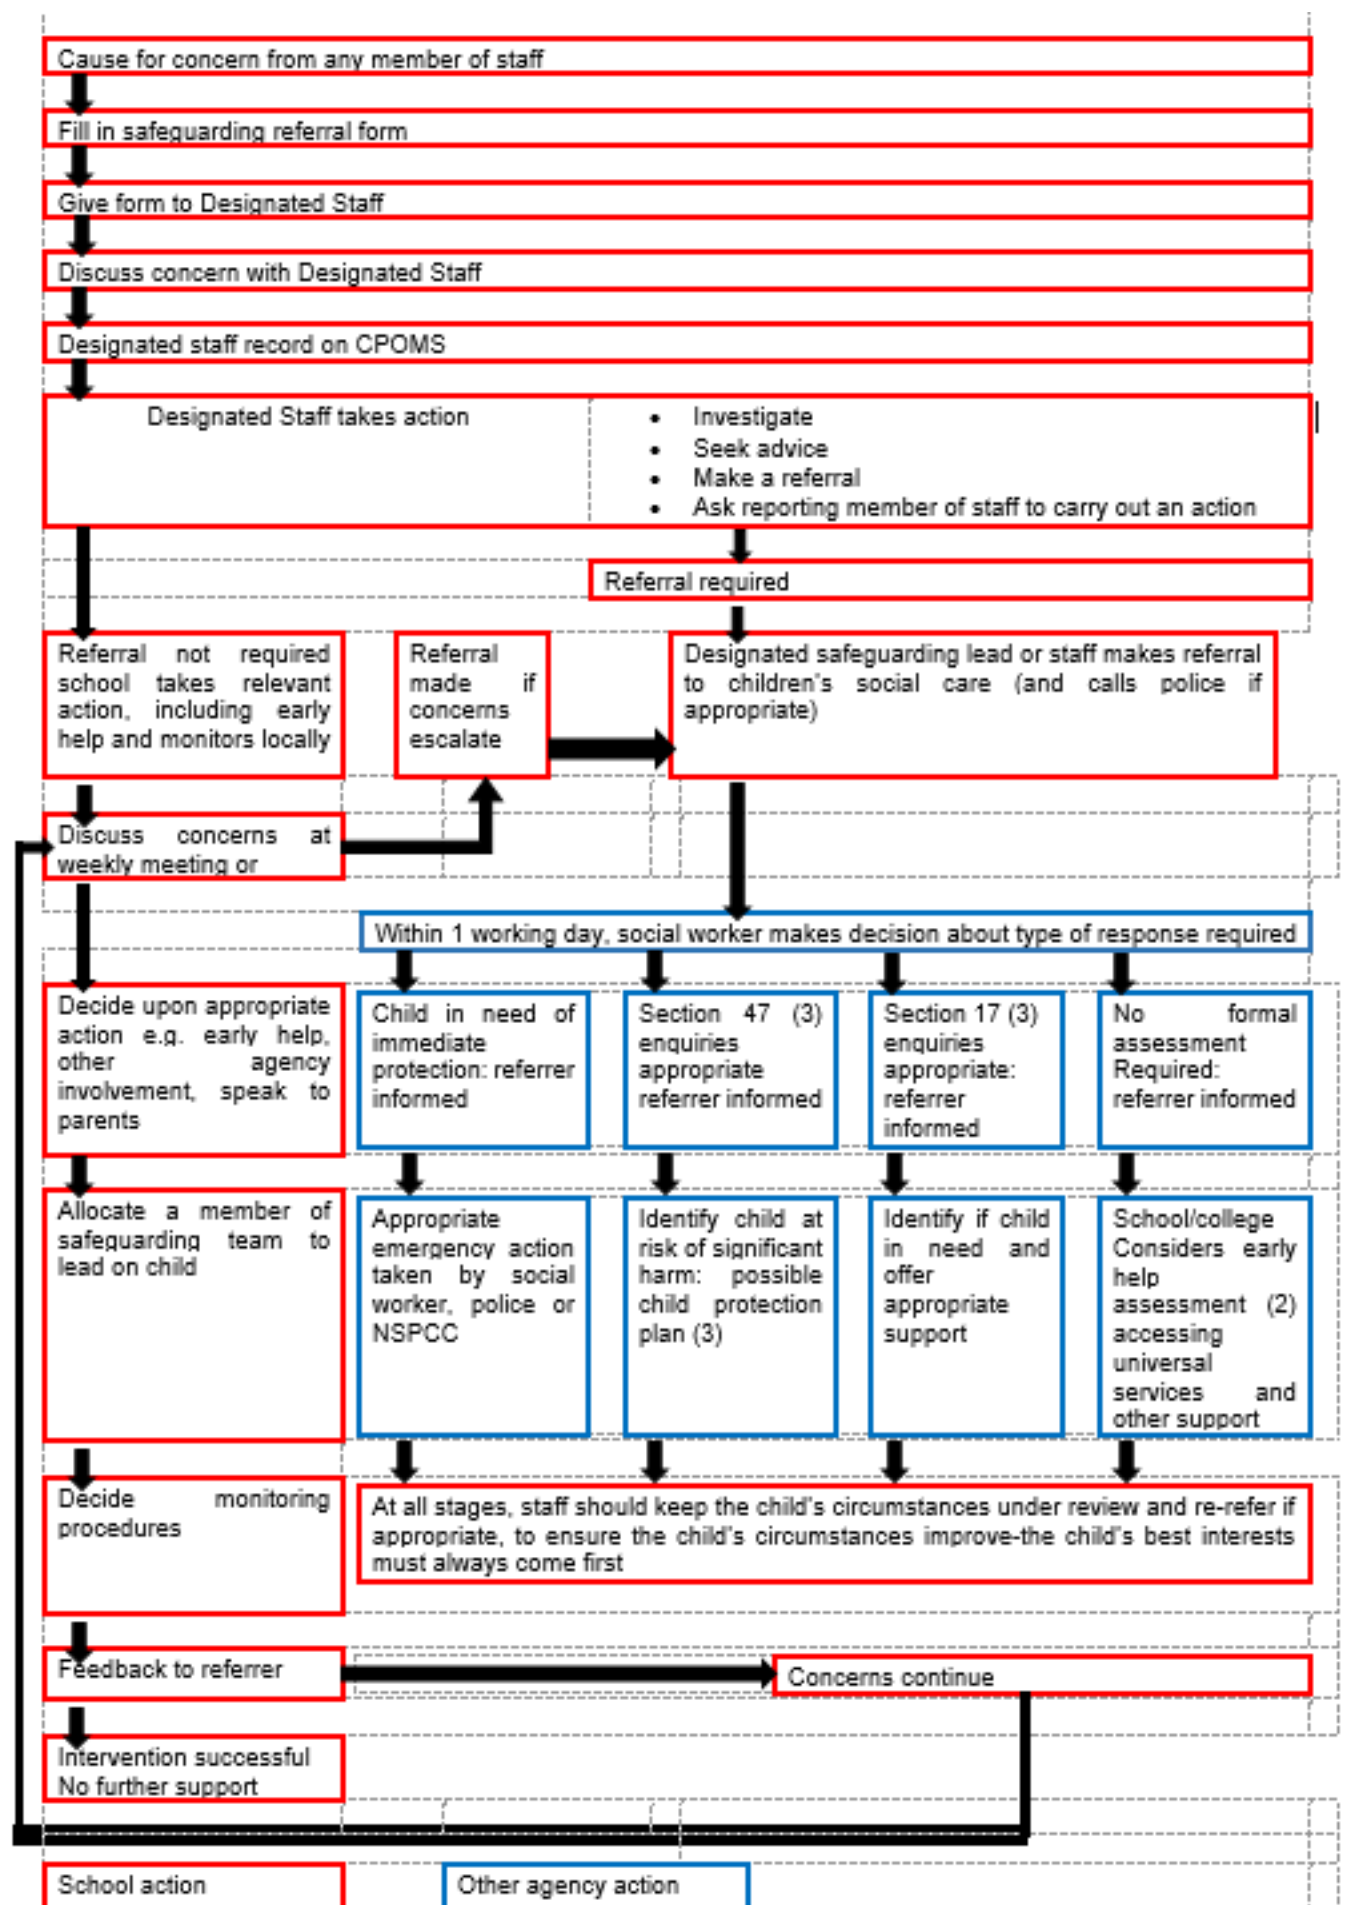 Cause for concern from any member of staff
Fill in safeguarding referral form
Give form to Designated Staff
Discuss concern with Designated Staff
Designated staff record on CPOMS
Designated Staff takes action
• Investigate
• Seek advice
• Make a referral
• Ask reporting member of staff to carry out an action
Referral required
Referral not required
school takes relevant
action, including early
help and monitors locally
Referral
made if
concerns
escalate
Designated safeguarding lead or staff makes referral
to children's social care (and calls police if
appropriate)
Discuss concerns at
weekly meeting or
Within 1 working day, social worker makes decision about type of response required
Decide upon appropriate
action e.g. early help,
other agency
involvement, speak to
parents
Child in need of
immediate
protection: referrer
informed
Section 47 (3)
enquiries
appropriate
referrer informed
Section 17 (3)
enquiries
appropriate:
referrer
informed
No formal
assessment
Required:
referrer informed
Allocate a member of
safeguarding team to
lead on child
Appropriate
emergency action
taken by social
worker, police or
NSPCC
Identify child at
risk of significant
harm: possible
child protection
plan (3)
Identify if child
in need and
offer
appropriate
support
School/college
Considers early
help
assessment (2)
accessing
universal
services and
other support
Decide monitoring
procedures
At all stages, staff should keep the child's circumstances under review and re-refer if
appropriate, to ensure the child's circumstances improve-the child's best interests
must always come first
Feedback to referrer
Concerns continue
Intervention successful
No further support
School action
Other agency action